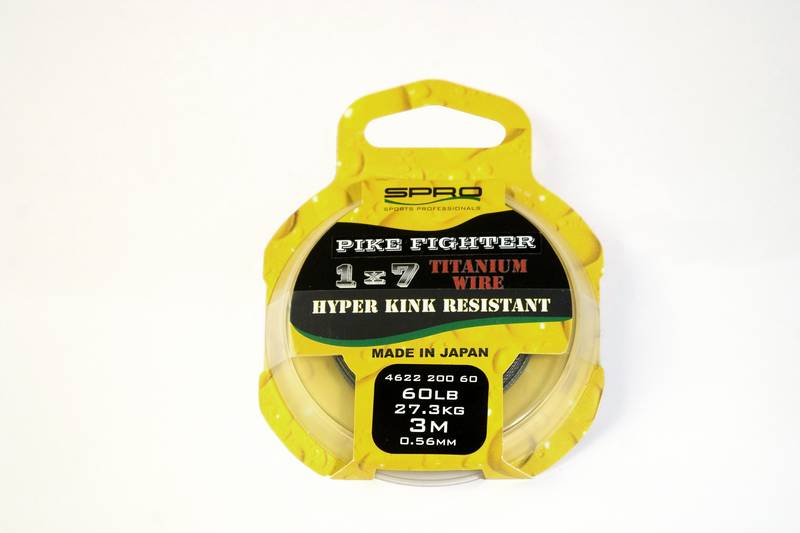 SPRO
SPORTS PROFESSIONALS
PIKE FIGHTER
1x7 TITANIUM WIRE
HYPER KINK RESISTANT
MADE IN JAPAN
4622 200 60
60LB
27.3KG
3M
0.56MM